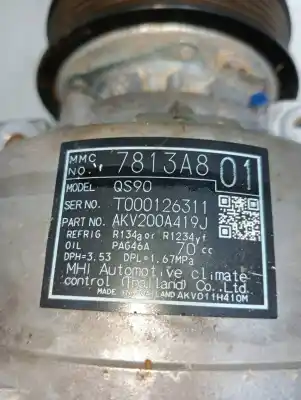 MMC NO. 7813A8 01
MODEL QS90
SER NO. T000126311
PART NO. AKV200A419J
REFRIG R134g or R1234yf
OIL PAG46A 70 cc
DPH=3.53 DPL=1.67MPa
MHI Automotive climate
control (Thailand) Co.,Ltd.
MADE IN THAILAND AKV011H410M